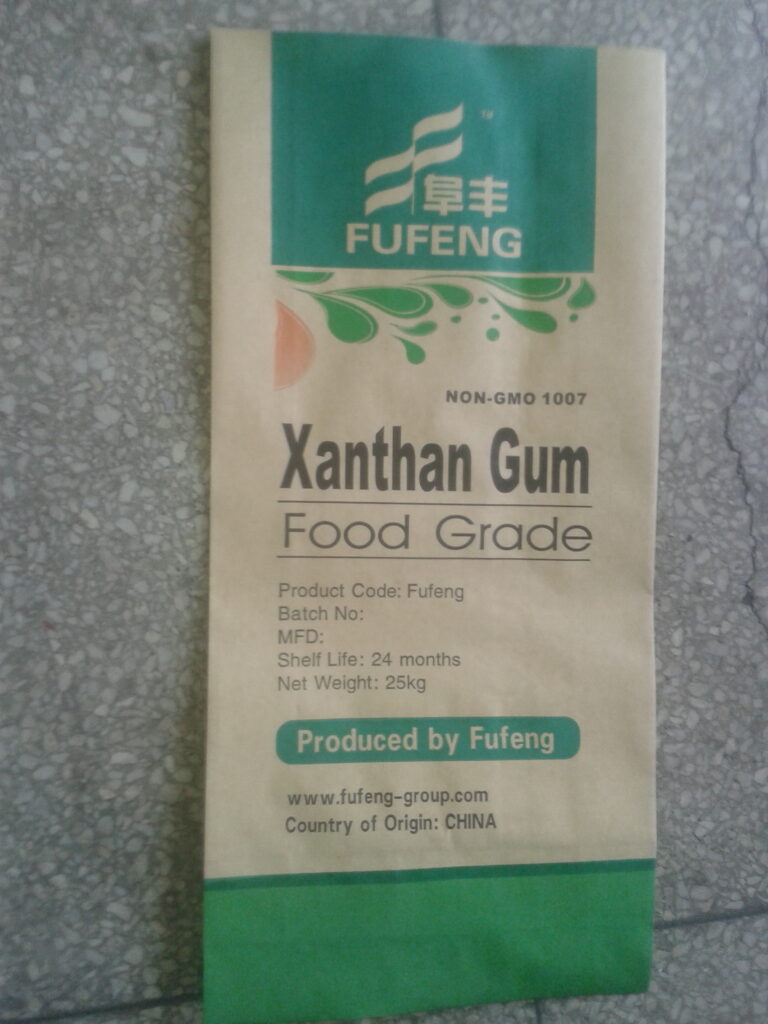 TM
阜丰
FUFENG
NON-GMO 1007
Xanthan Gum
Food Grade
Product Code: Fufeng
Batch No:
MFD:
Shelf Life: 24 months
Net Weight: 25kg
Produced by Fufeng
www.fufeng-group.com
Country of Origin: CHINA